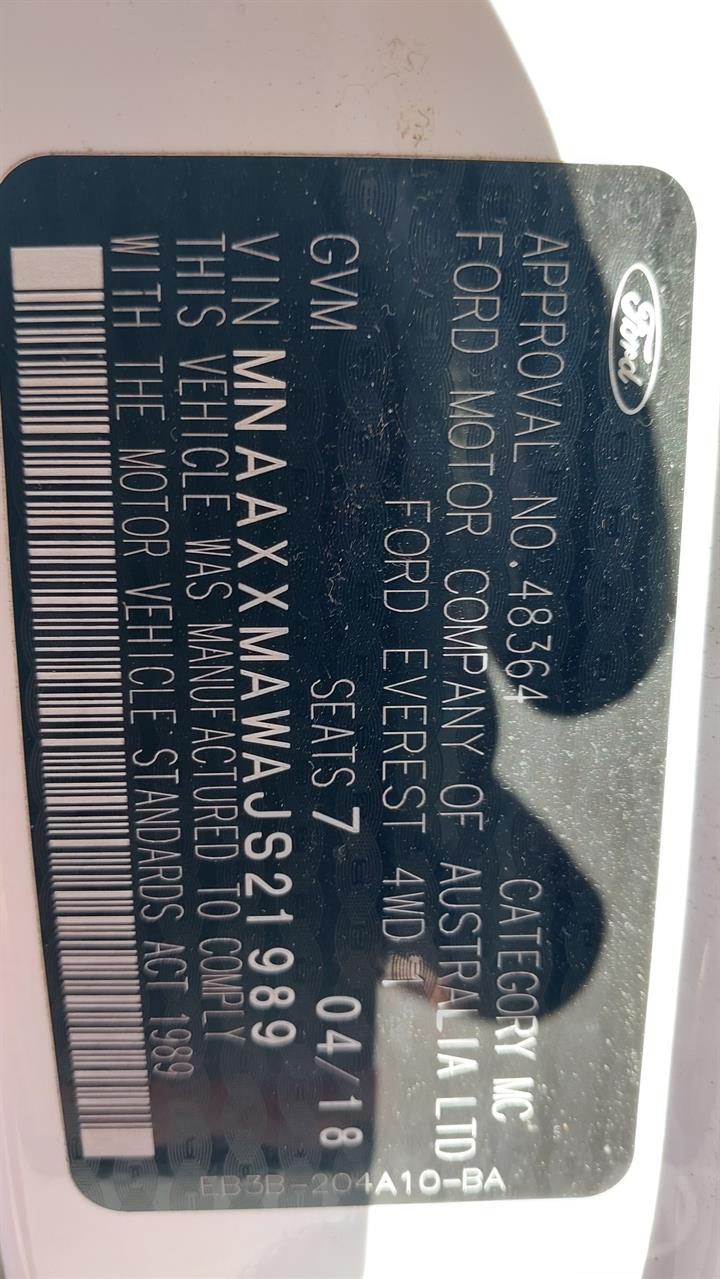 Ford
APPROVAL NO.48364 CATEGORY MC
FORD MOTOR COMPANY OF AUSTRALIA LTD
FORD EVEREST 4WD
GVM SEATS 7 04/18
VIN MNAAXXMAWAJS21989
THIS VEHICLE WAS MANUFACTURED TO COMPLY
WITH THE MOTOR VEHICLE STANDARDS ACT 1989
EB3B-204A10-BA